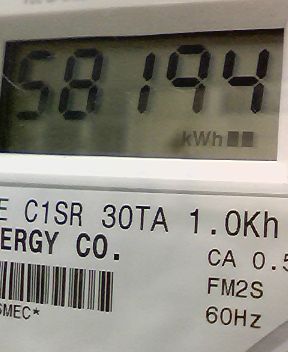 58194
kWh
E C1SR 30TA 1.0Kh
ERGY CO.
CA 0.5
FM2S
60Hz
SMEC*